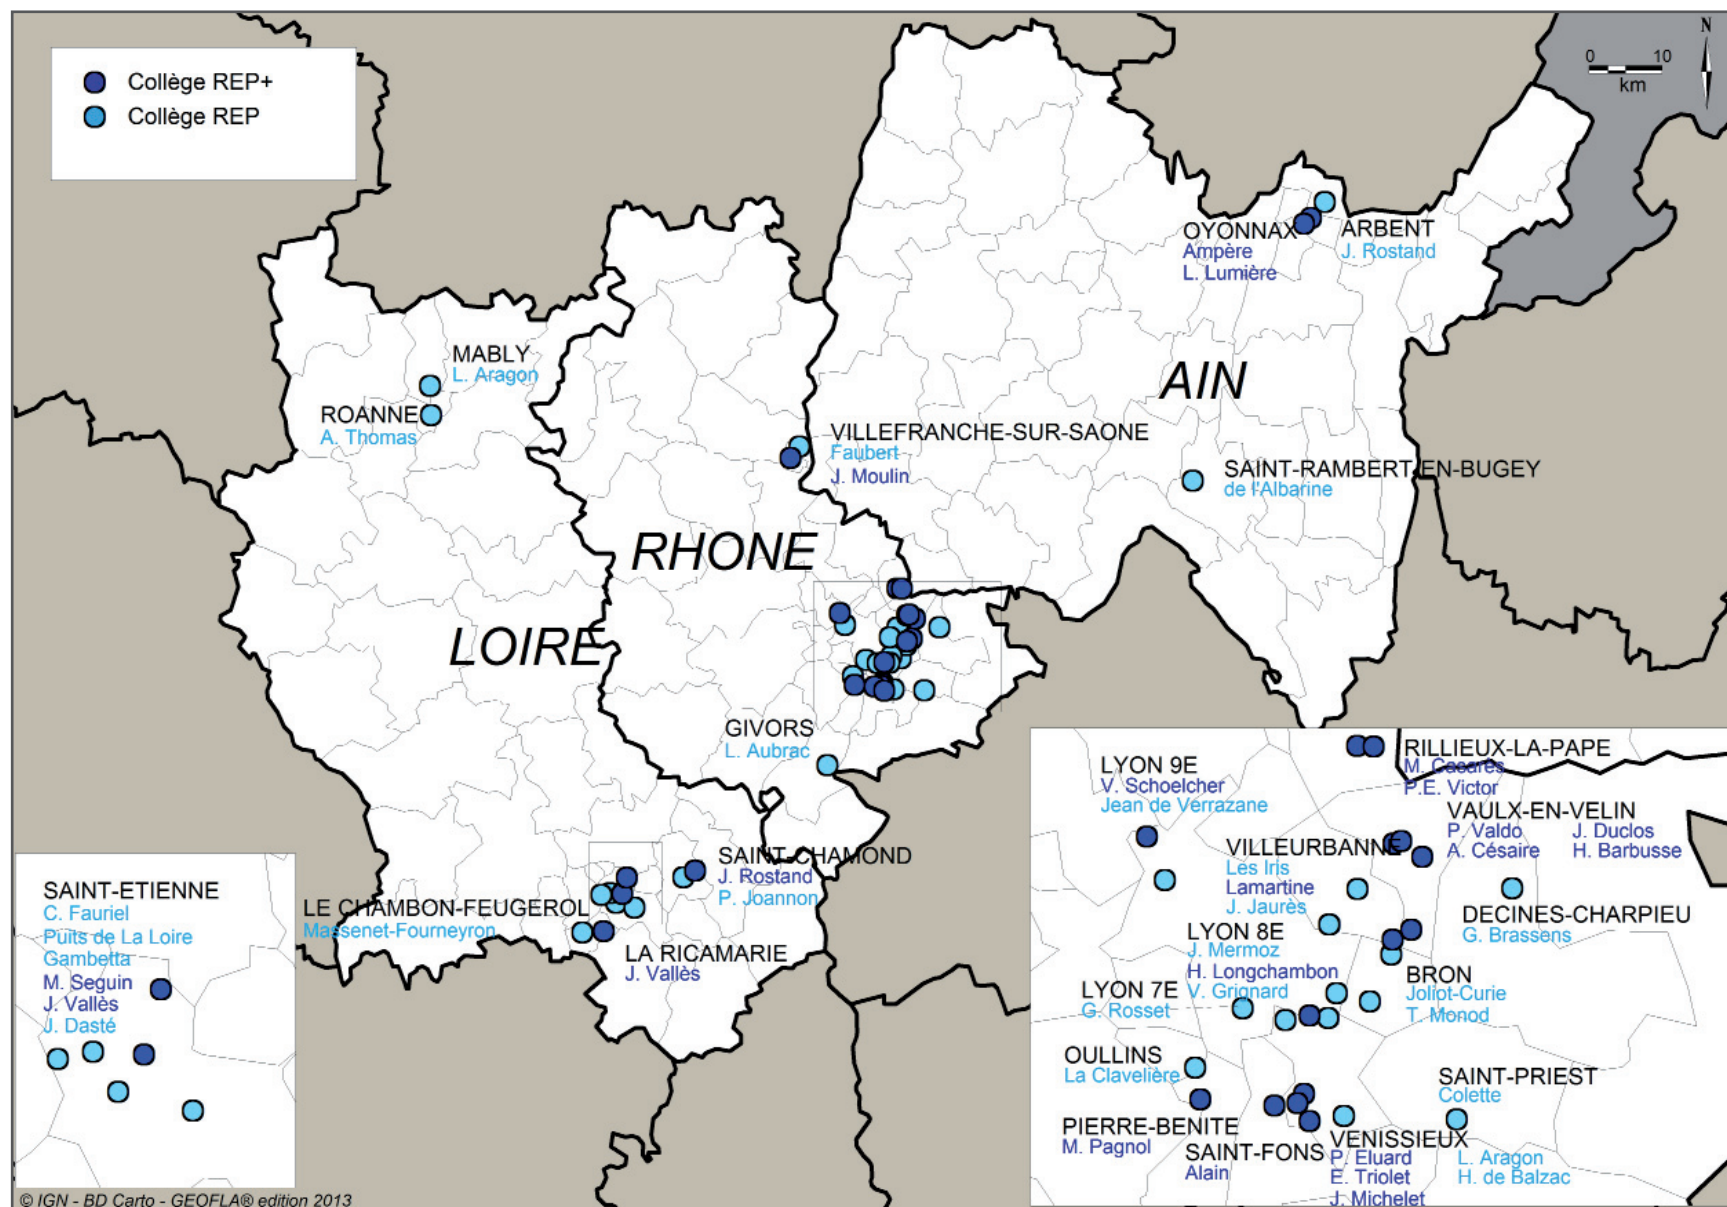 Collège REP+
Collège REP
N
0 10
km
OYONNAX
Ampère
L. Lumière
ARBENT
J. Rostand
MABLY
L. Aragon
ROANNE
A. Thomas
AIN
VILLEFRANCHE-SUR-SAONE
Faubert
J. Moulin
SAINT-RAMBERT-EN-BUGEY
de l'Albarine
RHONE
LOIRE
GIVORS
L. Aubrac
SAINT-CHAMOND
J. Rostand
P. Joannon
LE CHAMBON-FEUGEROL
Massenet-Fourneyron
LA RICAMARIE
J. Vallès
SAINT-ETIENNE
C. Fauriel
Puits de La Loire
Gambetta
M. Seguin
J. Vallès
J. Dasté
RILLIEUX-LA-PAPE
M. Casarès
P.E. Victor
LYON 9E
V. Schoelcher
Jean de Verrazane
VAULX-EN-VELIN
P. Valdo J. Duclos
A. Césaire H. Barbusse
VILLEURBANNE
Les Iris
Lamartine
J. Jaurès
DECINES-CHARPIEU
G. Brassens
LYON 8E
J. Mermoz
H. Longchambon
V. Grignard
BRON
Joliot-Curie
T. Monod
LYON 7E
G. Rosset
OULLINS
La Clavelière
SAINT-PRIEST
Colette
PIERRE-BENITE
M. Pagnol
SAINT-FONS
Alain
VENISSIEUX
P. Eluard L. Aragon
E. Triolet H. de Balzac
J. Michelet
© IGN - BD Carto - GEOFLA® edition 2013